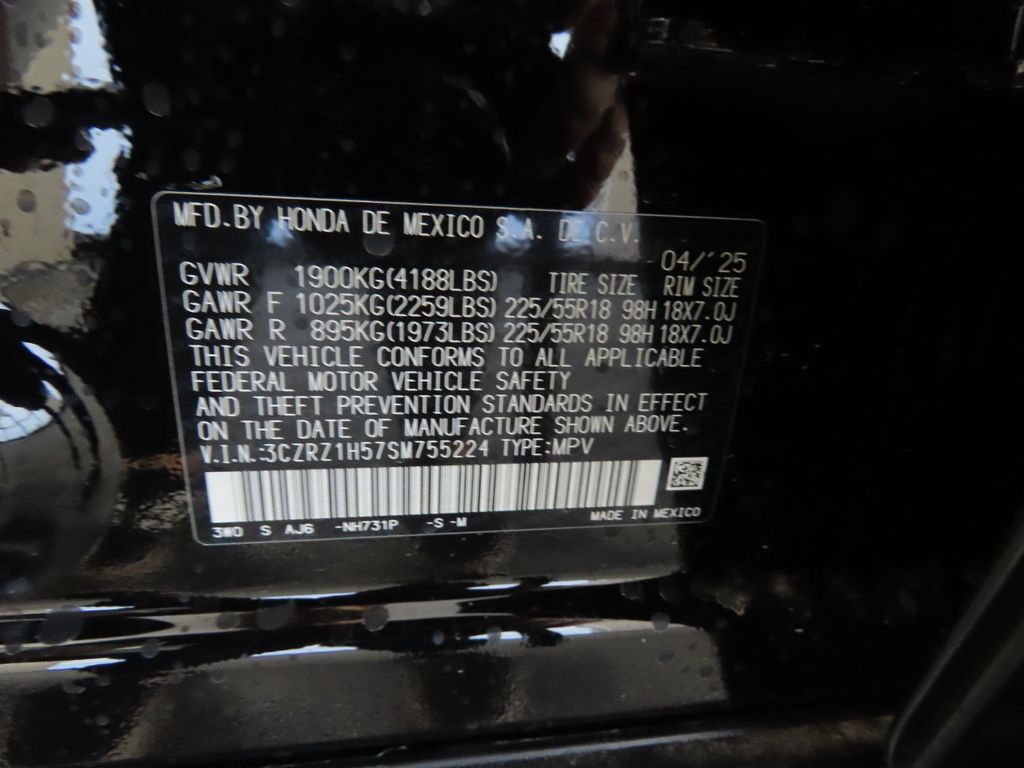 MFD.BY HONDA DE MEXICO S.A. DE C.V.
04/'25
GVWR 1900KG(4188LBS) TIRE SIZE RIM SIZE
GAWR F 1025KG(2259LBS) 225/55R18 98H 18X7.0J
GAWR R 895KG(1973LBS) 225/55R18 98H 18X7.0J
THIS VEHICLE CONFORMS TO ALL APPLICABLE
FEDERAL MOTOR VEHICLE SAFETY
AND THEFT PREVENTION STANDARDS IN EFFECT
ON THE DATE OF MANUFACTURE SHOWN ABOVE.
V.I.N.:3CZRZ1H57SM755224 TYPE:MPV
3W0 S AJ6 -NH731P -S -M MADE IN MEXICO